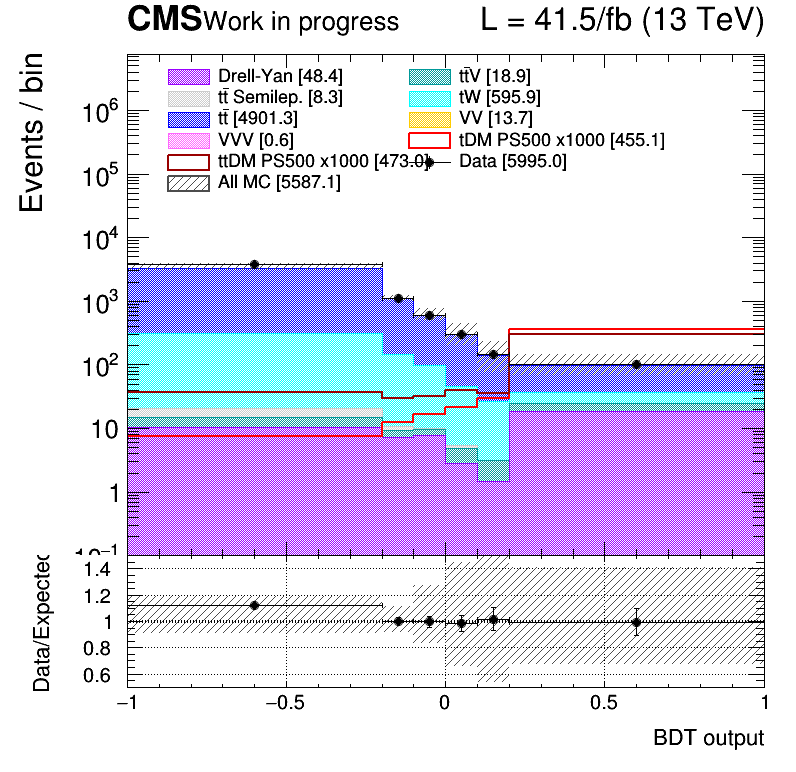 CMS Work in progress L = 41.5/fb (13 TeV)
Events / bin
Drell-Yan [48.4] tt̄V [18.9]
tt̄ Semilep. [8.3] tW [595.9]
tt̄ [4901.3] VV [13.7]
VVV [0.6] tDM PS500 x1000 [455.1]
ttDM PS500 x1000 [473.0] Data [5995.0]
All MC [5587.1]
10⁶
10⁵
10⁴
10³
10²
10
1
10⁻¹
Data/Expected
1.4
1.2
1
0.8
0.6
−1 −0.5 0 0.5 1
BDT output